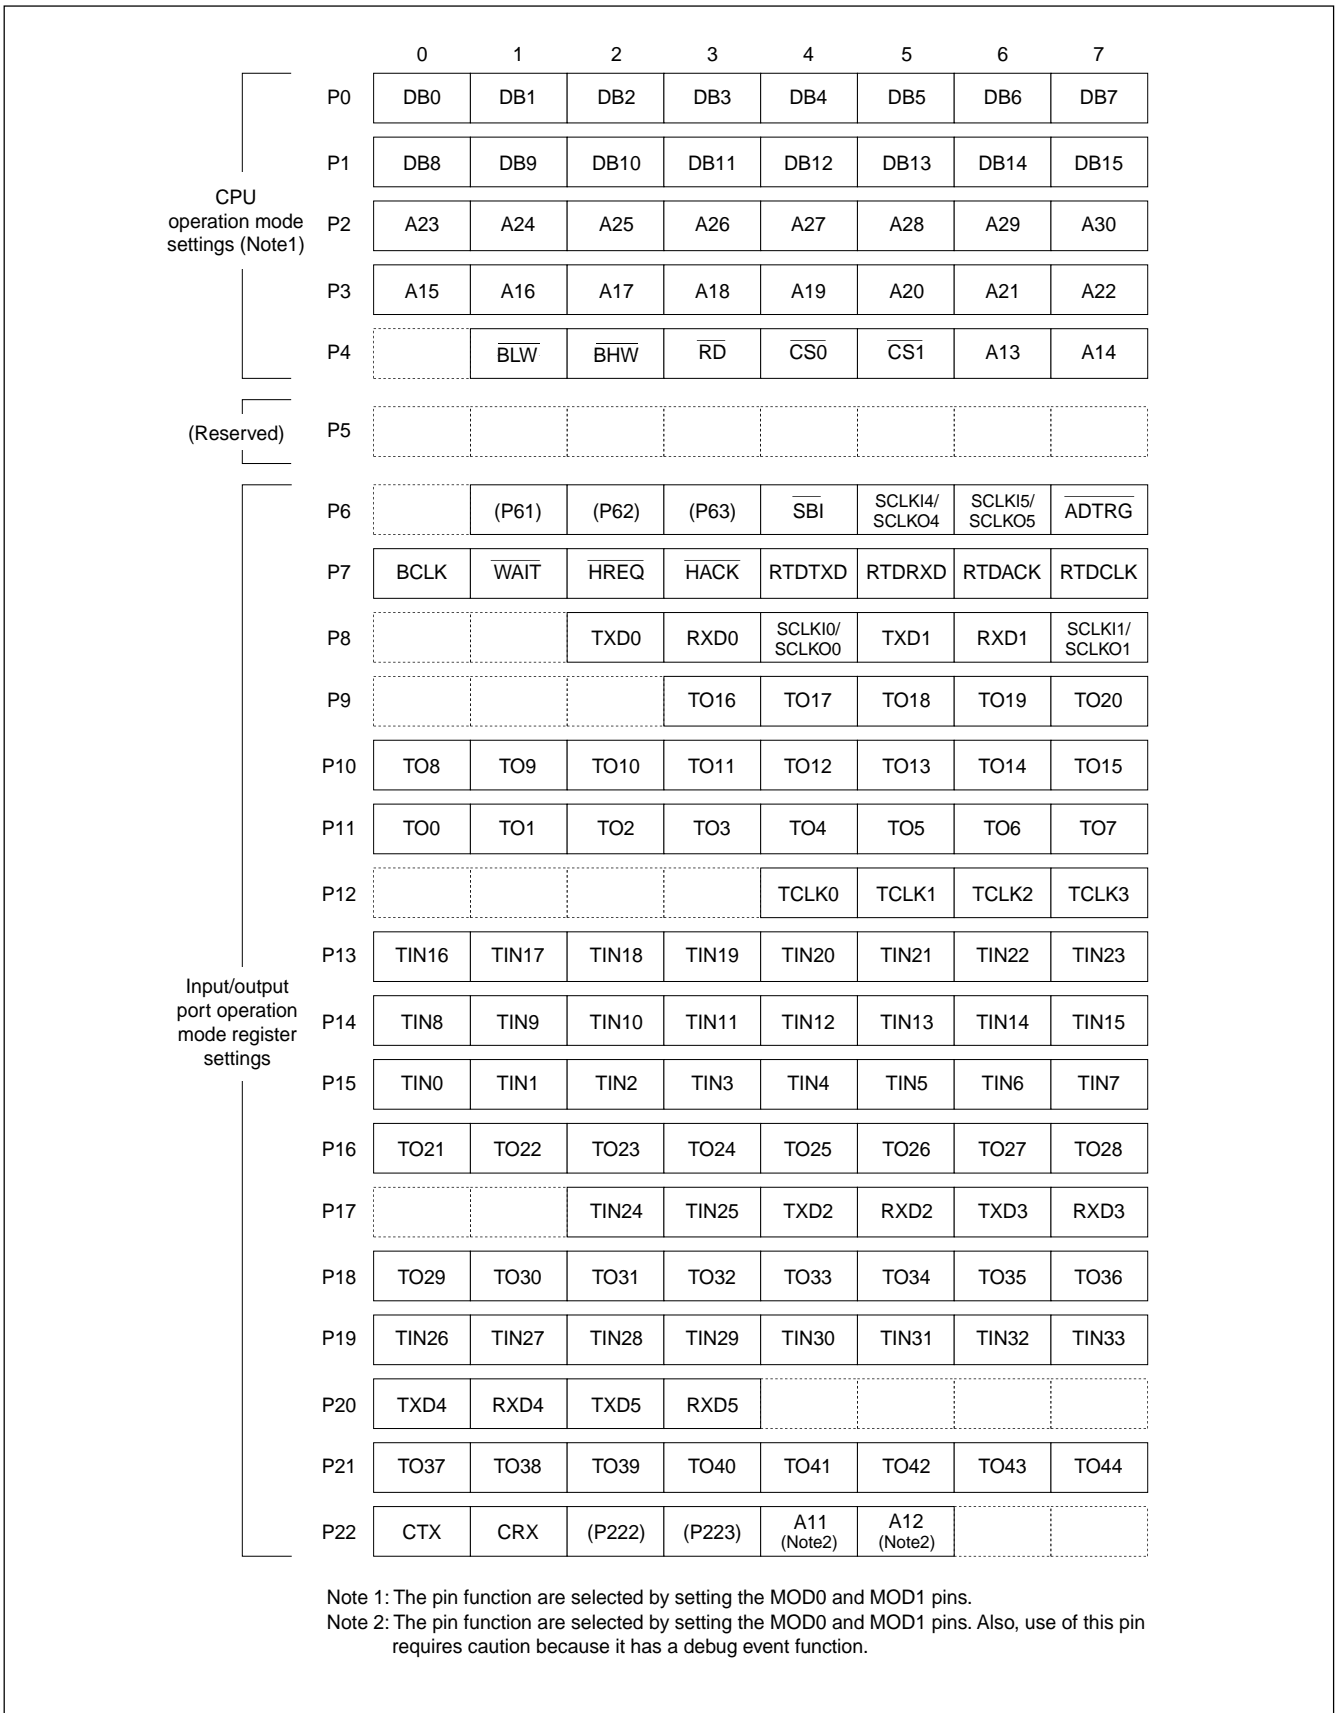 0 1 2 3 4 5 6 7
P0 DB0 DB1 DB2 DB3 DB4 DB5 DB6 DB7
P1 DB8 DB9 DB10 DB11 DB12 DB13 DB14 DB15
CPU
operation mode
settings (Note1)
P2 A23 A24 A25 A26 A27 A28 A29 A30
P3 A15 A16 A17 A18 A19 A20 A21 A22
P4 BLW BHW RD CS0 CS1 A13 A14
(Reserved) P5
P6 (P61) (P62) (P63) SBI SCLKI4/ SCLKO4 SCLKI5/ SCLKO5 ADTRG
P7 BCLK WAIT HREQ HACK RTDTXD RTDRXD RTDACK RTDCLK
P8 TXD0 RXD0 SCLKI0/ SCLKO0 TXD1 RXD1 SCLKI1/ SCLKO1
P9 TO16 TO17 TO18 TO19 TO20
P10 TO8 TO9 TO10 TO11 TO12 TO13 TO14 TO15
P11 TO0 TO1 TO2 TO3 TO4 TO5 TO6 TO7
P12 TCLK0 TCLK1 TCLK2 TCLK3
P13 TIN16 TIN17 TIN18 TIN19 TIN20 TIN21 TIN22 TIN23
Input/output
port operation
mode register
settings
P14 TIN8 TIN9 TIN10 TIN11 TIN12 TIN13 TIN14 TIN15
P15 TIN0 TIN1 TIN2 TIN3 TIN4 TIN5 TIN6 TIN7
P16 TO21 TO22 TO23 TO24 TO25 TO26 TO27 TO28
P17 TIN24 TIN25 TXD2 RXD2 TXD3 RXD3
P18 TO29 TO30 TO31 TO32 TO33 TO34 TO35 TO36
P19 TIN26 TIN27 TIN28 TIN29 TIN30 TIN31 TIN32 TIN33
P20 TXD4 RXD4 TXD5 RXD5
P21 TO37 TO38 TO39 TO40 TO41 TO42 TO43 TO44
P22 CTX CRX (P222) (P223) A11 (Note2) A12 (Note2)
Note 1: The pin function are selected by setting the MOD0 and MOD1 pins.
Note 2: The pin function are selected by setting the MOD0 and MOD1 pins. Also, use of this pin
requires caution because it has a debug event function.